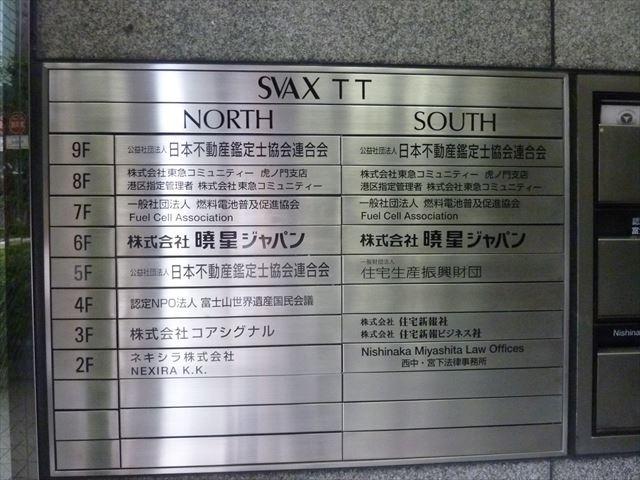 SVAX TT
NORTH SOUTH
9F 公益社団法人 日本不動産鑑定士協会連合会 公益社団法人 日本不動産鑑定士協会連合会
8F 株式会社東急コミュニティー 虎ノ門支店 株式会社東急コミュニティー 虎ノ門支店
港区指定管理者 株式会社東急コミュニティー 港区指定管理者 株式会社東急コミュニティー
7F 一般社団法人 燃料電池普及促進協会 一般社団法人 燃料電池普及促進協会
Fuel Cell Association Fuel Cell Association
6F 株式会社 暁星ジャパン 株式会社 暁星ジャパン
5F 公益社団法人 日本不動産鑑定士協会連合会 一般財団法人 住宅生産振興財団
4F 認定NPO法人 富士山世界遺産国民会議
3F 株式会社 コアシグナル 株式会社 住宅新報社
株式会社 住宅新報ビジネス社
2F ネキシラ株式会社 Nishinaka Miyashita Law Offices
NEXIRA K.K. 西中・宮下法律事務所